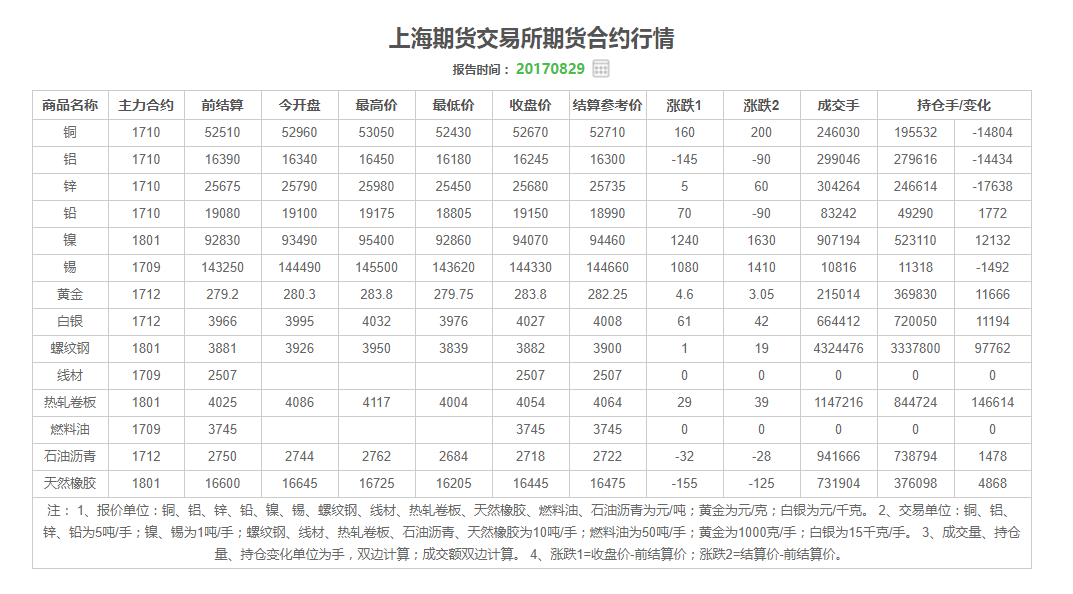 上海期货交易所期货合约行情
报告时间： 20170829
商品名称 主力合约 前结算 今开盘 最高价 最低价 收盘价 结算参考价 涨跌1 涨跌2 成交手 持仓手/变化
铜 1710 52510 52960 53050 52430 52670 52710 160 200 246030 195532 -14804
铝 1710 16390 16340 16450 16180 16245 16300 -145 -90 299046 279616 -14434
锌 1710 25675 25790 25980 25450 25680 25735 5 60 304264 246614 -17638
铅 1710 19080 19100 19175 18805 19150 18990 70 -90 83242 49290 1772
镍 1801 92830 93490 95400 92860 94070 94460 1240 1630 907194 523110 12132
锡 1709 143250 144490 145500 143620 144330 144660 1080 1410 10816 11318 -1492
黄金 1712 279.2 280.3 283.8 279.75 283.8 282.25 4.6 3.05 215014 369830 11666
白银 1712 3966 3995 4032 3976 4027 4008 61 42 664412 720050 11194
螺纹钢 1801 3881 3926 3950 3839 3882 3900 1 19 4324476 3337800 97762
线材 1709 2507 2507 2507 0 0 0 0 0
热轧卷板 1801 4025 4086 4117 4004 4054 4064 29 39 1147216 844724 146614
燃料油 1709 3745 3745 3745 0 0 0 0 0
石油沥青 1712 2750 2744 2762 2684 2718 2722 -32 -28 941666 738794 1478
天然橡胶 1801 16600 16645 16725 16205 16445 16475 -155 -125 731904 376098 4868
注： 1、报价单位：铜、铝、锌、铅、镍、锡、螺纹钢、线材、热轧卷板、天然橡胶、燃料油、石油沥青为元/吨；黄金为元/克；白银为元/千克。 2、交易单位：铜、铝、
锌、铅为5吨/手；镍、锡为1吨/手；螺纹钢、线材、热轧卷板、石油沥青、天然橡胶为10吨/手；燃料油为50吨/手；黄金为1000克/手；白银为15千克/手。 3、成交量、持仓
量、持仓变化单位为手，双边计算；成交额双边计算。 4、涨跌1=收盘价-前结算价；涨跌2=结算价-前结算价。